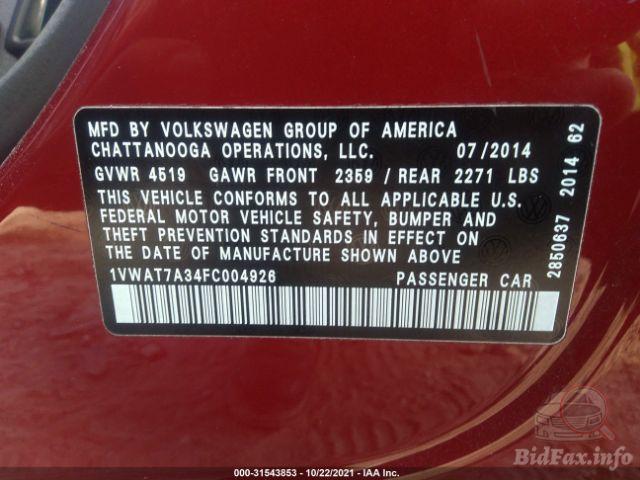 MFD BY VOLKSWAGEN GROUP OF AMERICA
CHATTANOOGA OPERATIONS, LLC. 07/2014
GVWR 4519 GAWR FRONT 2359 / REAR 2271 LBS
THIS VEHICLE CONFORMS TO ALL APPLICABLE U.S.
FEDERAL MOTOR VEHICLE SAFETY, BUMPER AND
THEFT PREVENTION STANDARDS IN EFFECT ON
THE DATE OF MANUFACTURE SHOWN ABOVE
1VWAT7A34FC004926 PASSENGER CAR
2850637 2014 62
000-31543853 - 10/22/2021 - IAA Inc.
BidFax.info